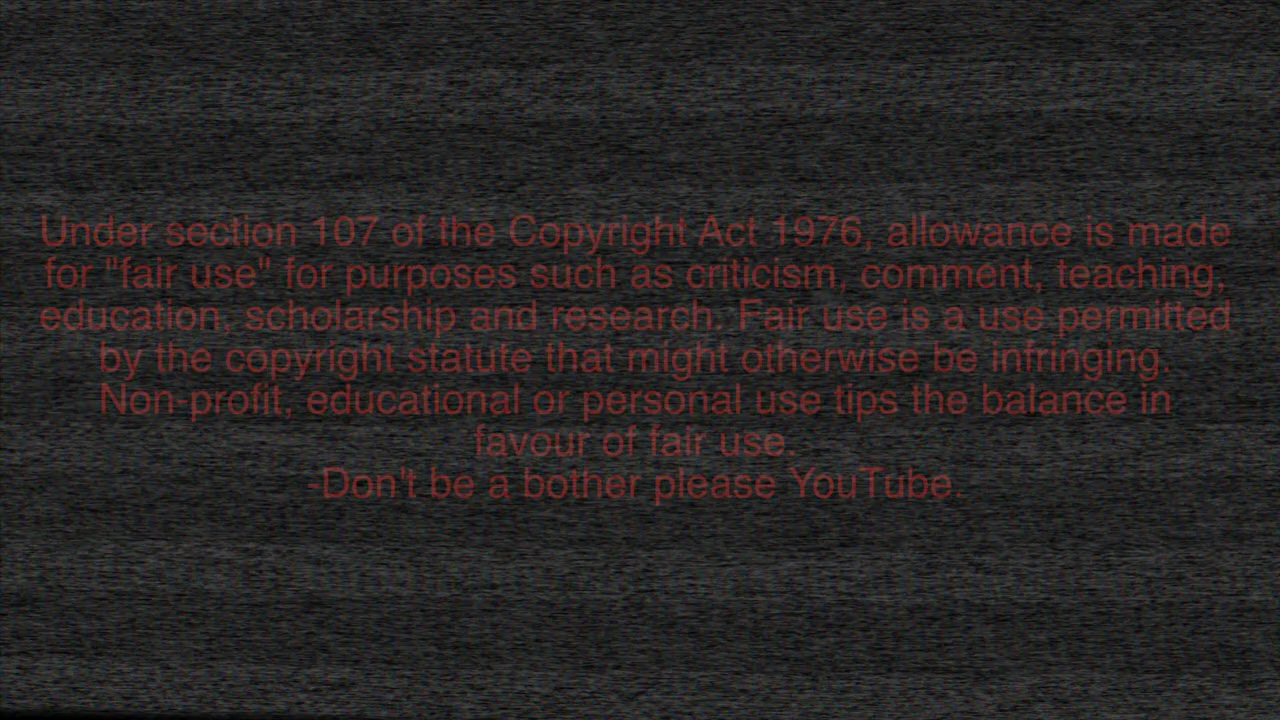 Under section 107 of the Copyright Act 1976, allowance is made
for "fair use" for purposes such as criticism, comment, teaching,
education, scholarship and research. Fair use is a use permitted
by the copyright statute that might otherwise be infringing.
Non-profit, educational or personal use tips the balance in
favour of fair use.
-Don't be a bother please YouTube.